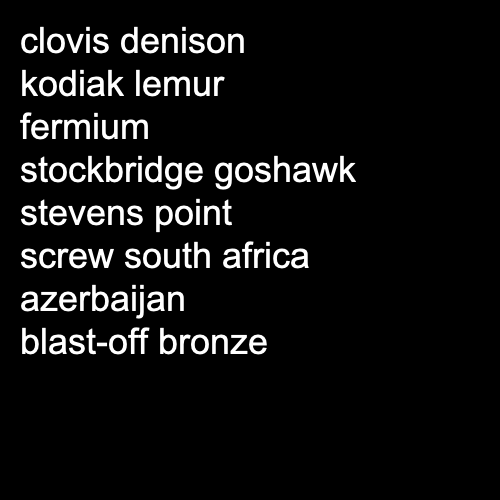 clovis denison
kodiak lemur
fermium
stockbridge goshawk
stevens point
screw south africa
azerbaijan
blast-off bronze